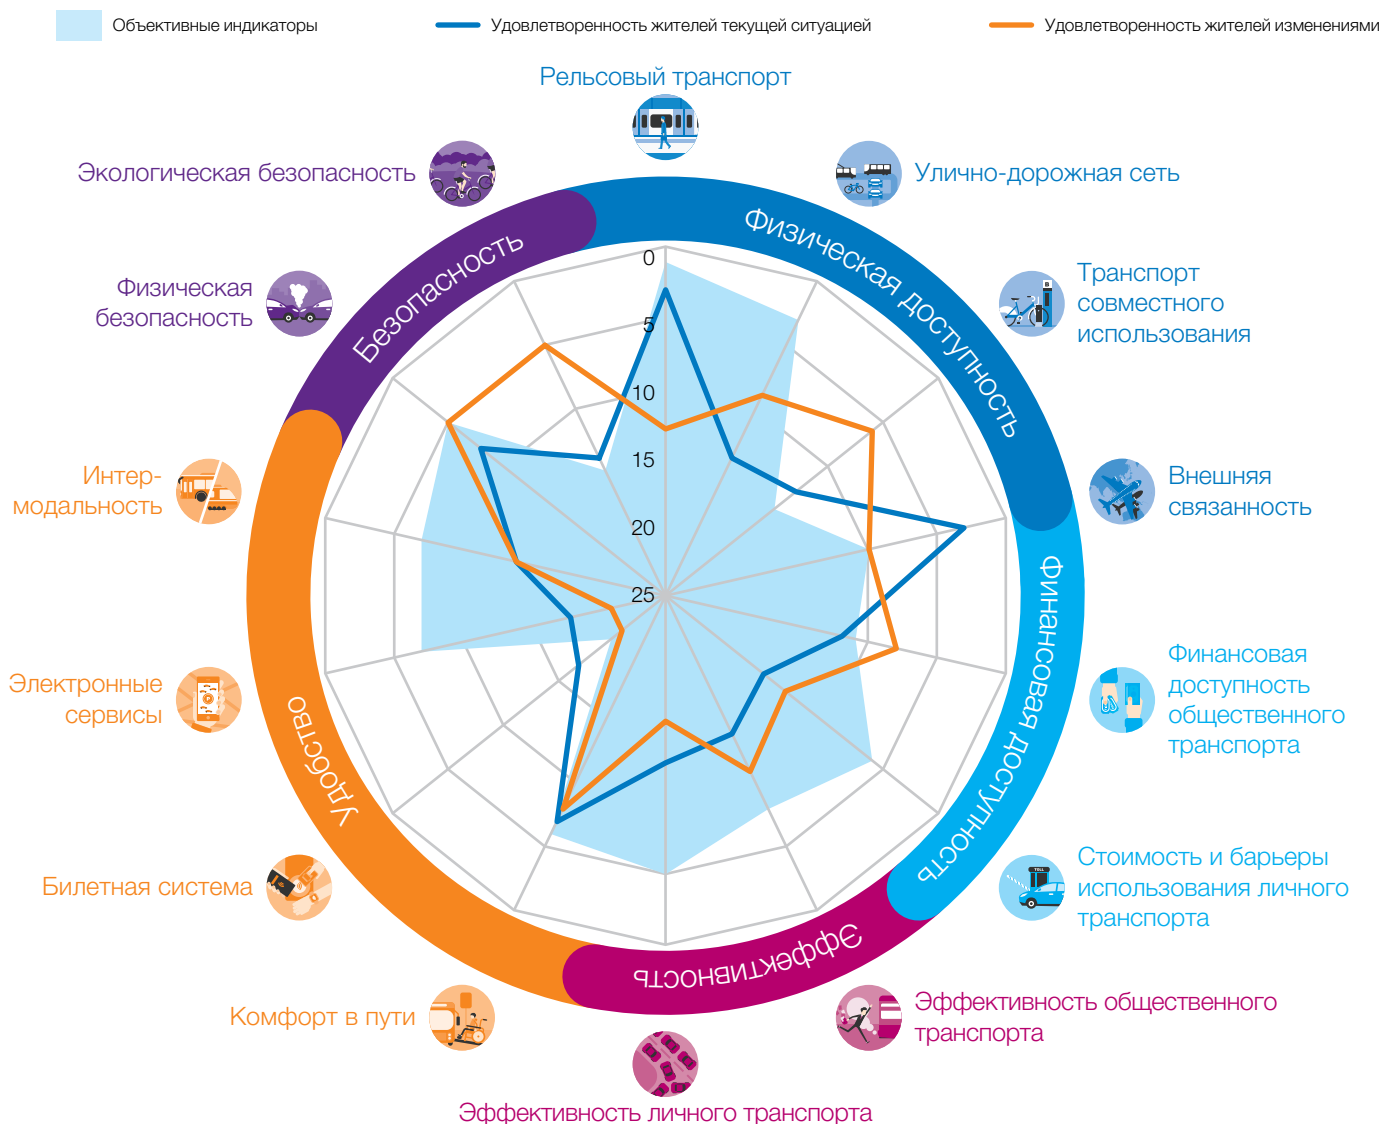 Объективные индикаторы
Удовлетворенность жителей текущей ситуацией
Удовлетворенность жителей изменениями
Рельсовый транспорт
Экологическая безопасность
Улично-дорожная сеть
Физическая
безопасность
Транспорт
совместного
использования
Интер-
модальность
Внешняя
связанность
Электронные
сервисы
Финансовая
доступность
общественного
транспорта
Билетная система
Стоимость и барьеры
использования личного
транспорта
Комфорт в пути
Эффективность общественного
транспорта
Эффективность личного транспорта
Безопасность
Физическая доступность
Финансовая доступность
Эффективность
Удобство
0
5
10
15
20
25